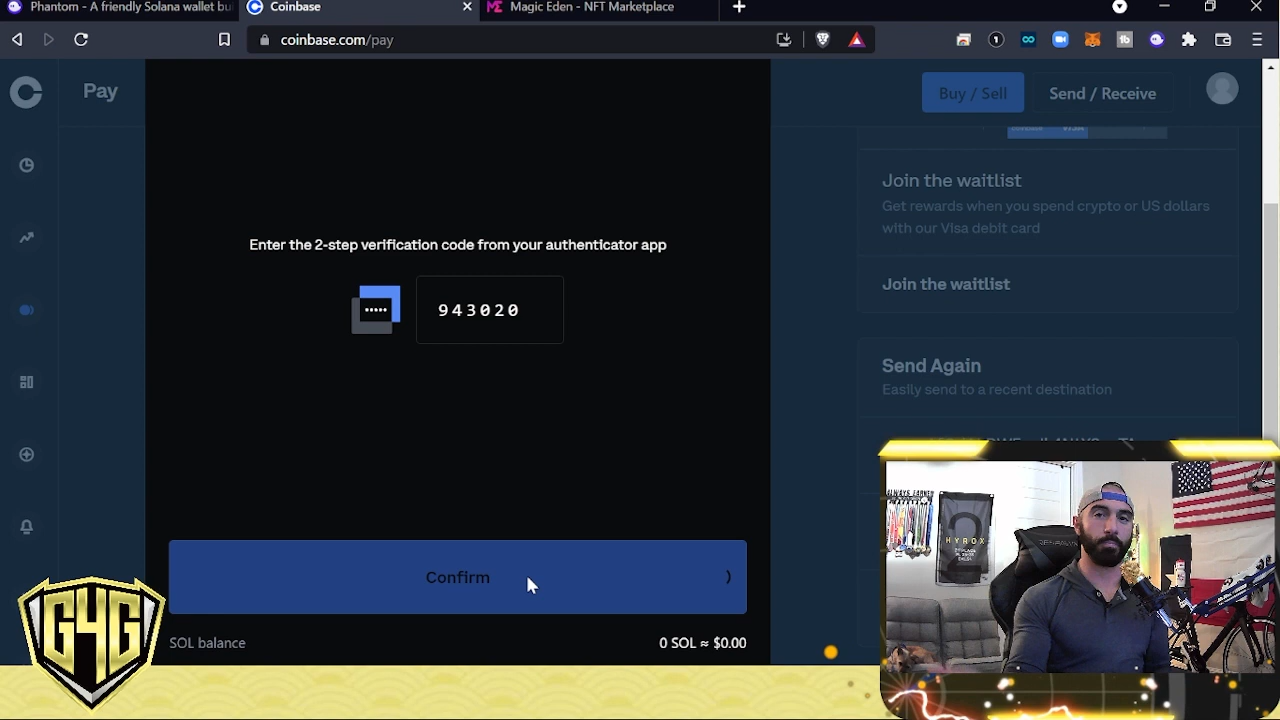 Phantom - A friendly Solana wallet bu
Coinbase
Magic Eden - NFT Marketplace
coinbase.com/pay
Pay
Buy / Sell
Send / Receive
Join the waitlist
Get rewards when you spend crypto or US dollars
with our Visa debit card
Enter the 2-step verification code from your authenticator app
943020
Join the waitlist
Send Again
Easily send to a recent destination
Confirm
SOL balance
0 SOL ≈ $0.00
G4G
ALWAYS EARNED
HYROX